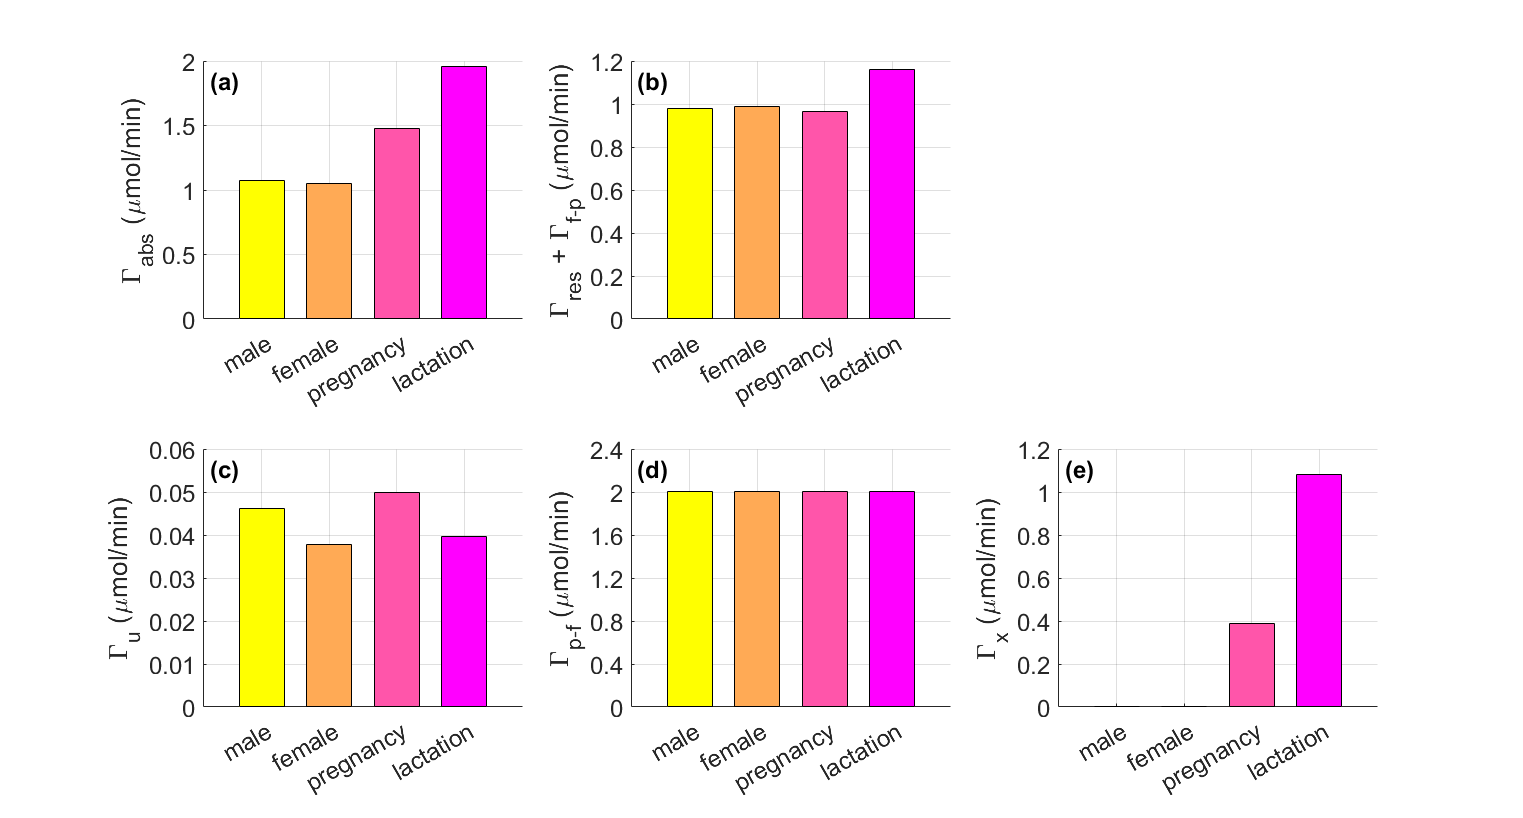 (a)
Γabs (μmol/min)
2
1.5
1
0.5
0
male
female
pregnancy
lactation
(b)
Γres + Γf-p (μmol/min)
1.2
1
0.8
0.6
0.4
0.2
0
male
female
pregnancy
lactation
(c)
Γu (μmol/min)
0.06
0.05
0.04
0.03
0.02
0.01
0
male
female
pregnancy
lactation
(d)
Γp-f (μmol/min)
2.4
2
1.6
1.2
0.8
0.4
0
male
female
pregnancy
lactation
(e)
Γx (μmol/min)
1.2
1
0.8
0.6
0.4
0.2
0
male
female
pregnancy
lactation